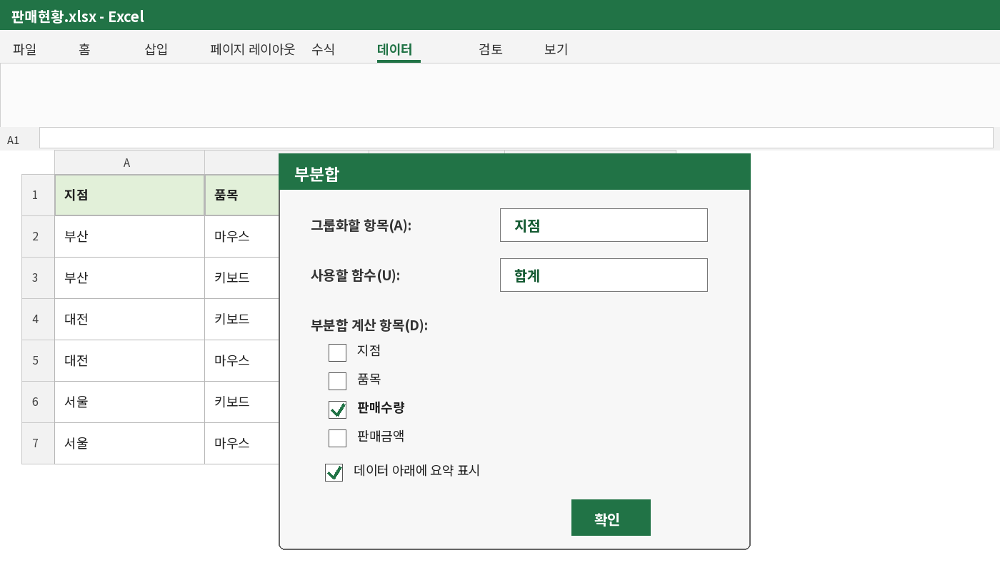 판매현황.xlsx - Excel
파일 홈 삽입 페이지 레이아웃 수식 데이터 검토 보기
A1
A
1 지점 품목
2 부산 마우스
3 부산 키보드
4 대전 키보드
5 대전 마우스
6 서울 키보드
7 서울 마우스
부분합
그룹화할 항목(A): 지점
사용할 함수(U): 합계
부분합 계산 항목(D):
지점
품목
판매수량
판매금액
데이터 아래에 요약 표시
확인